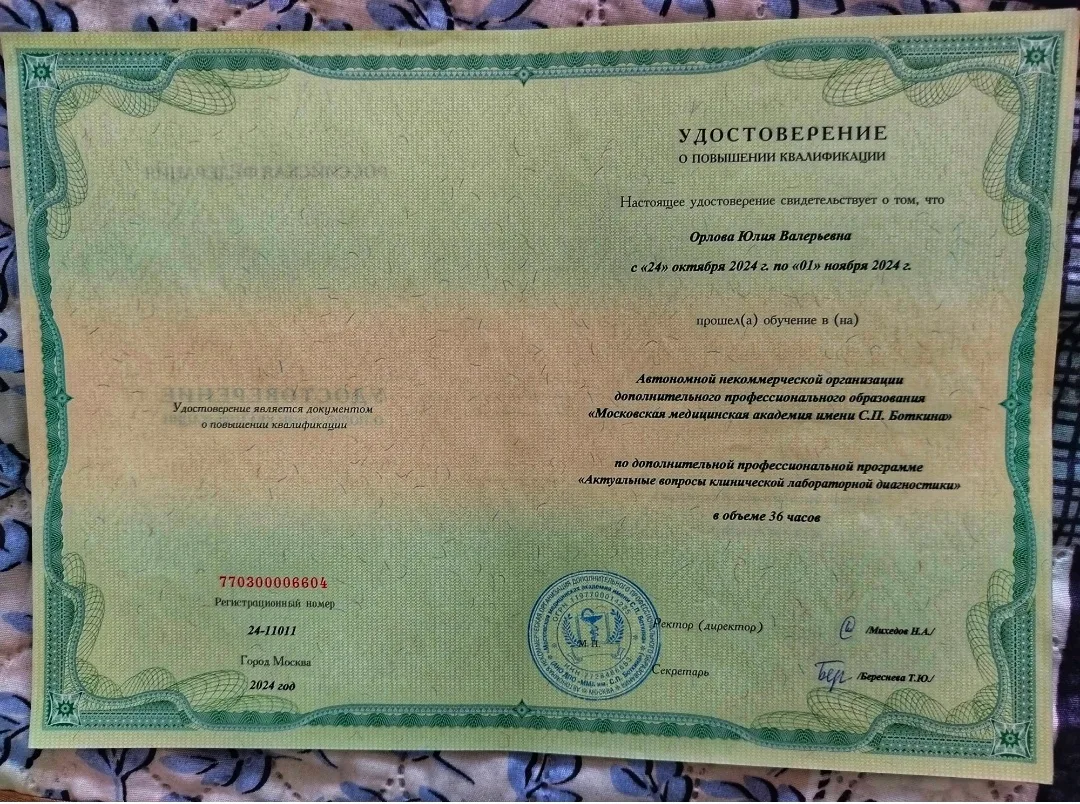 УДОСТОВЕРЕНИЕ
О ПОВЫШЕНИИ КВАЛИФИКАЦИИ
Настоящее удостоверение свидетельствует о том, что
Орлова Юлия Валерьевна
с «24» октября 2024 г. по «01» ноября 2024 г.
прошел(а) обучение в (на)
Автономной некоммерческой организации
дополнительного профессионального образования
«Московская медицинская академия имени С.П. Боткина»
по дополнительной профессиональной программе
«Актуальные вопросы клинической лабораторной диагностики»
в объеме 36 часов
Удостоверение является документом
о повышении квалификации
770300006604
Регистрационный номер
24-11011
Город Москва
2024 год
М.П.
Ректор (директор)
/Михедов Н.А./
Секретарь
/Береснева Т.Ю./
РОССИЙСКАЯ ФЕДЕРАЦИЯ
УДОСТОВЕРЕНИЕ